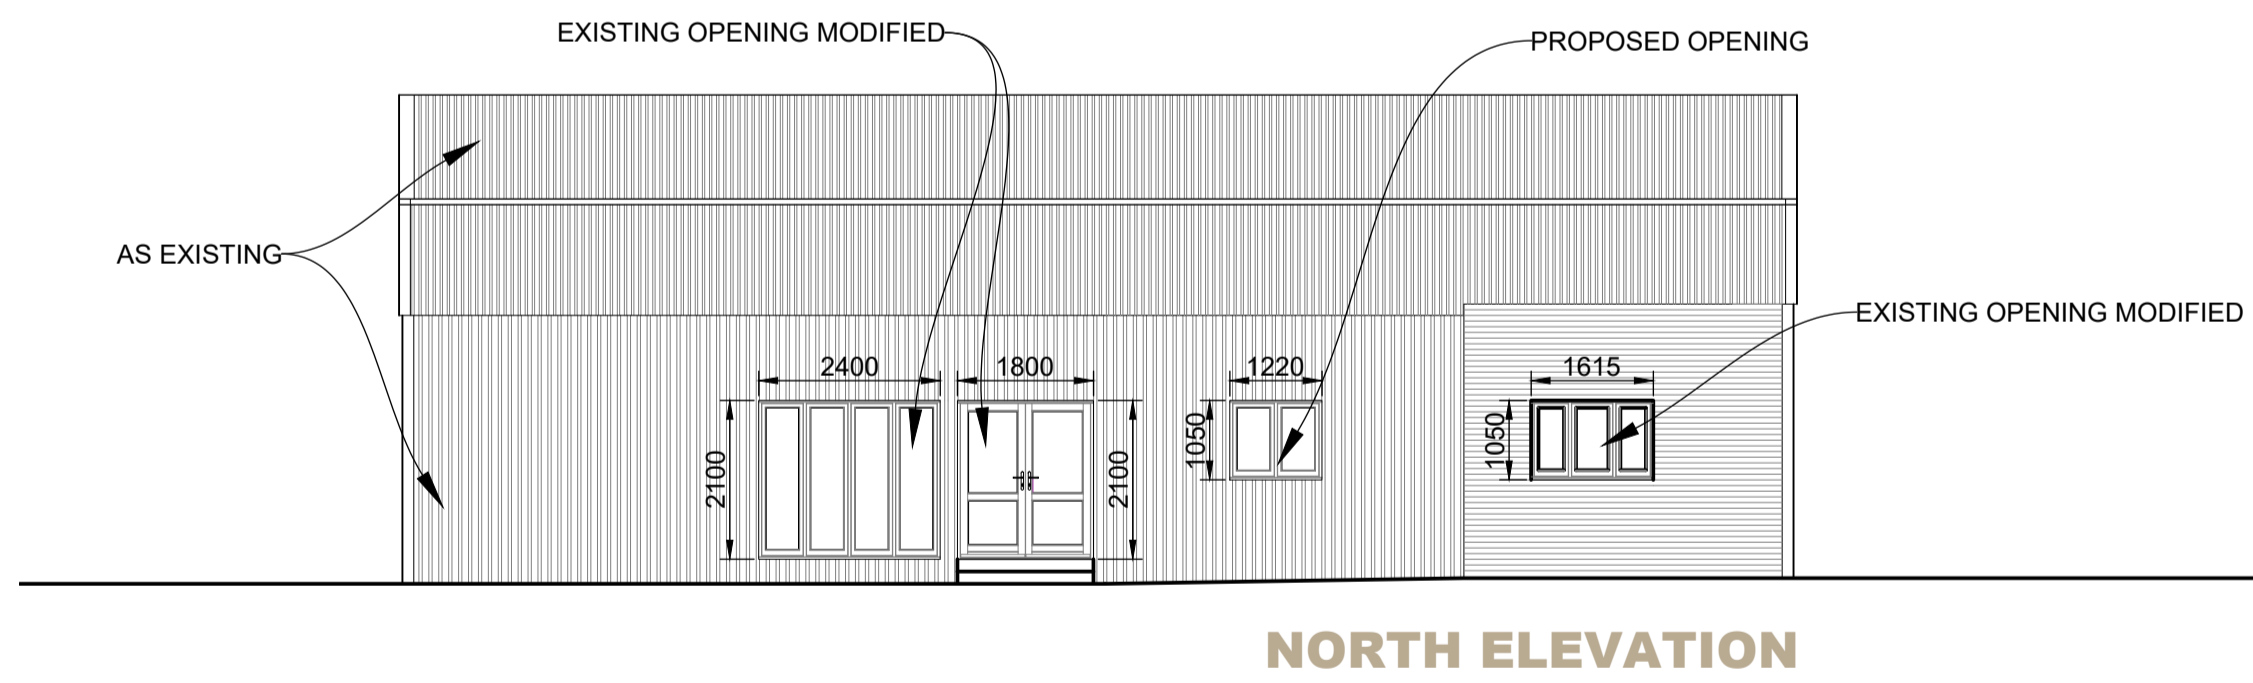 EXISTING OPENING MODIFIED
PROPOSED OPENING
AS EXISTING
EXISTING OPENING MODIFIED
2400
1800
1220
1615
2100
2100
1050
1050
NORTH ELEVATION